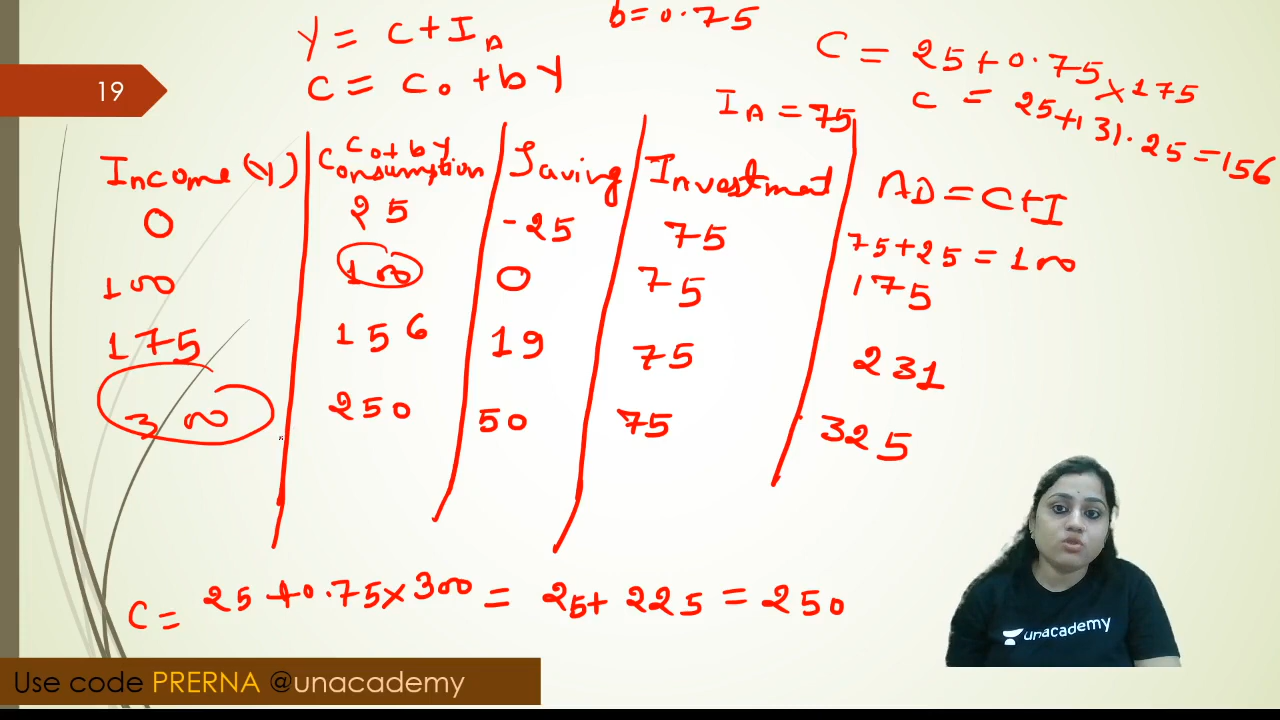 19
Y = C + I_A
C = C₀ + bY
b = 0.75
C = 25 + 0.75 × 175
C = 25 + 131.25 = 156
I_A = 75
Income (Y) | C₀ + bY Consumption | Saving | Investment | AD = C+I
0 | 25 | -25 | 75 | 75+25 = 100
100 | 100 | 0 | 75 | 175
175 | 156 | 19 | 75 | 231
300 | 250 | 50 | 75 | 325
C = 25 + 0.75 × 300 = 25 + 225 = 250
unacademy
Use code PRERNA @unacademy